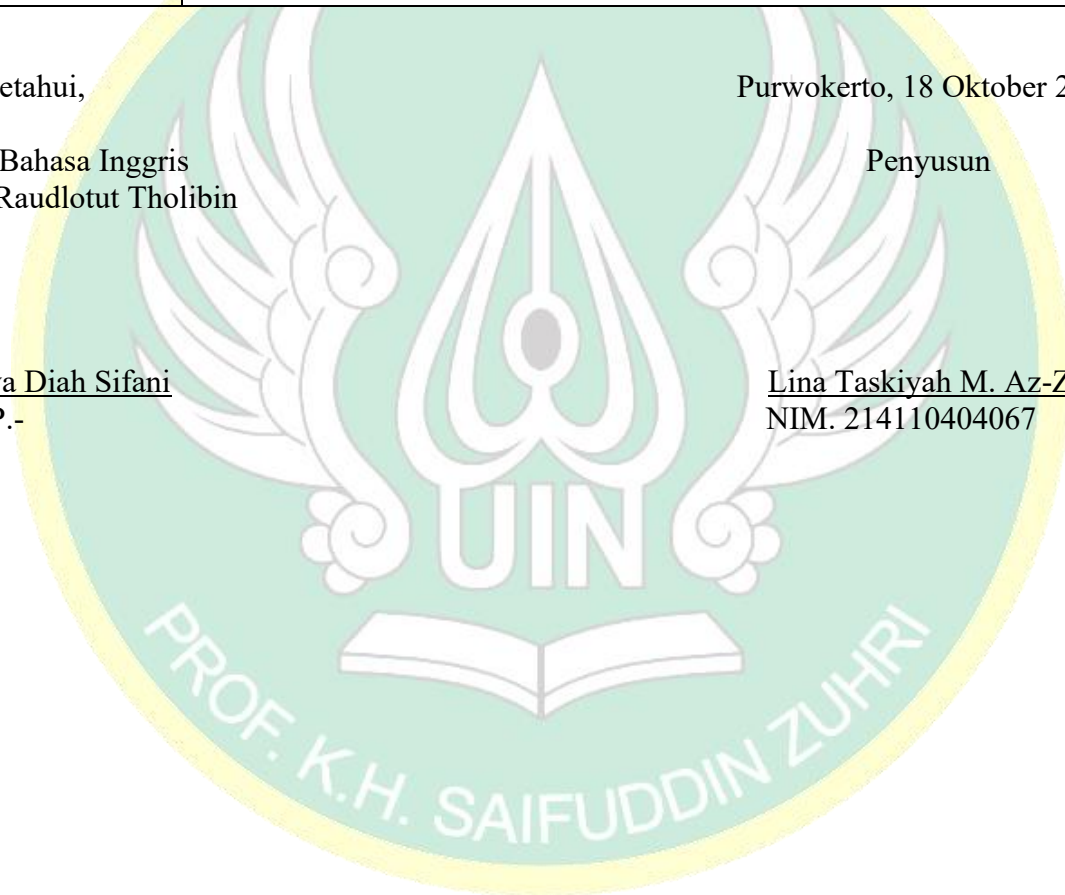 etahui,
Purwokerto, 18 Oktober 2
Bahasa Inggris
Penyusun
Raudlotut Tholibin
a Diah Sifani
Lina Taskiyah M. Az-Z
P.-
NIM. 214110404067
UIN
PROF. K.H. SAIFUDDIN ZUHRI